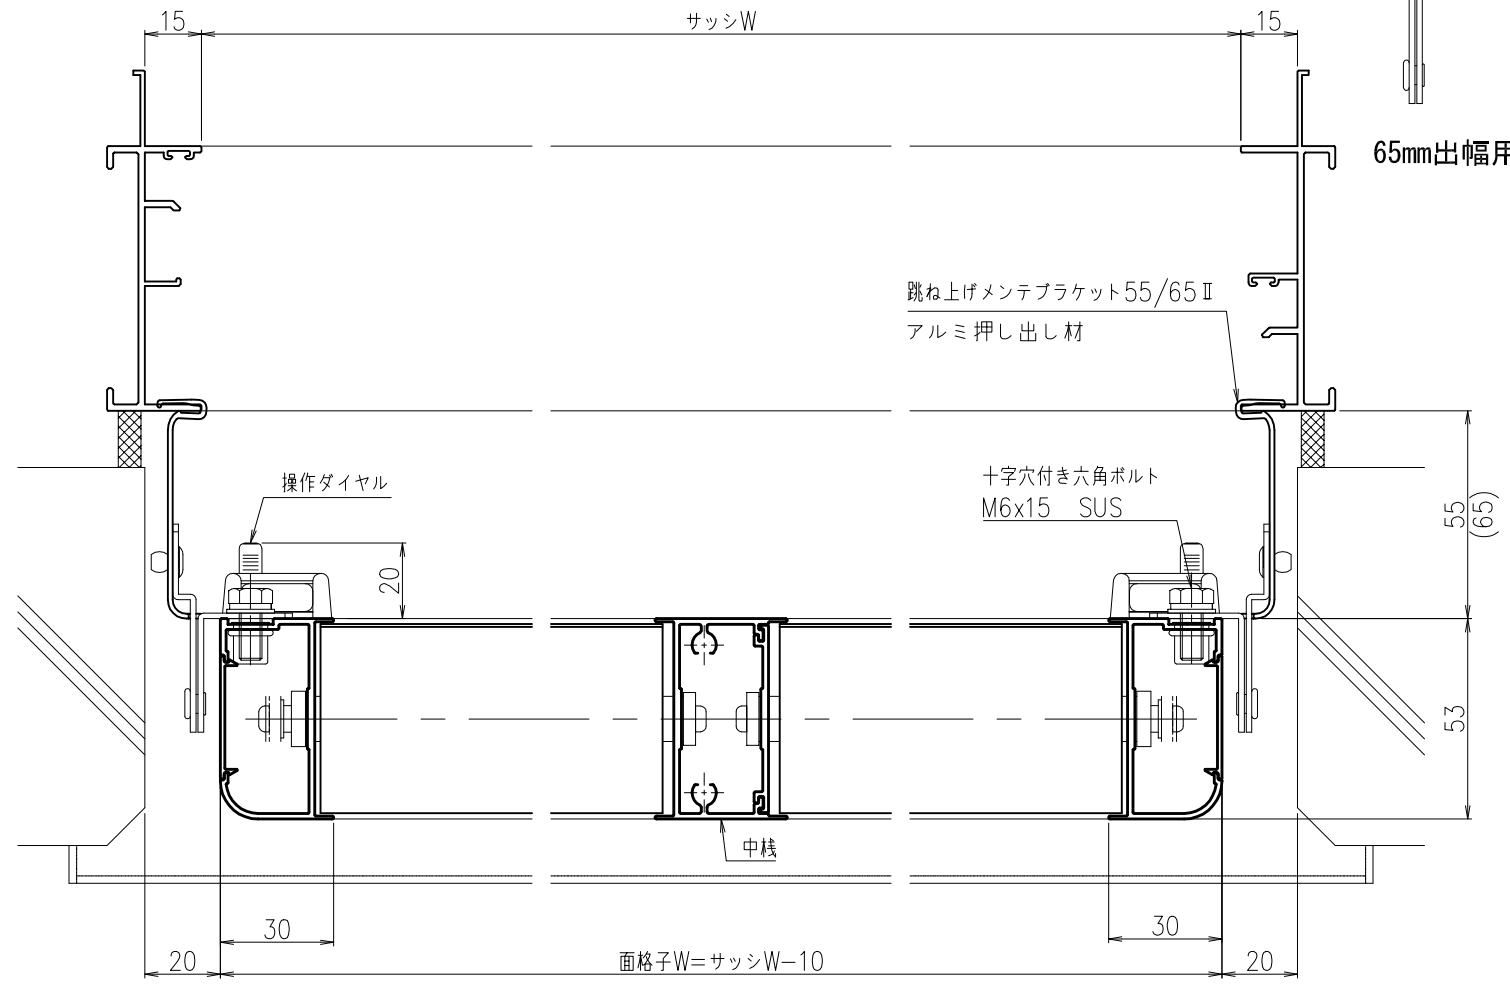 15
サッシW
15
65mm出幅用
跳ね上げメンテブラケット55/65Ⅱ
アルミ押し出し材
操作ダイヤル
十字穴付き六角ボルト
M6x15 SUS
20
55
(65)
53
中桟
30
30
20
面格子W=サッシW-10
20